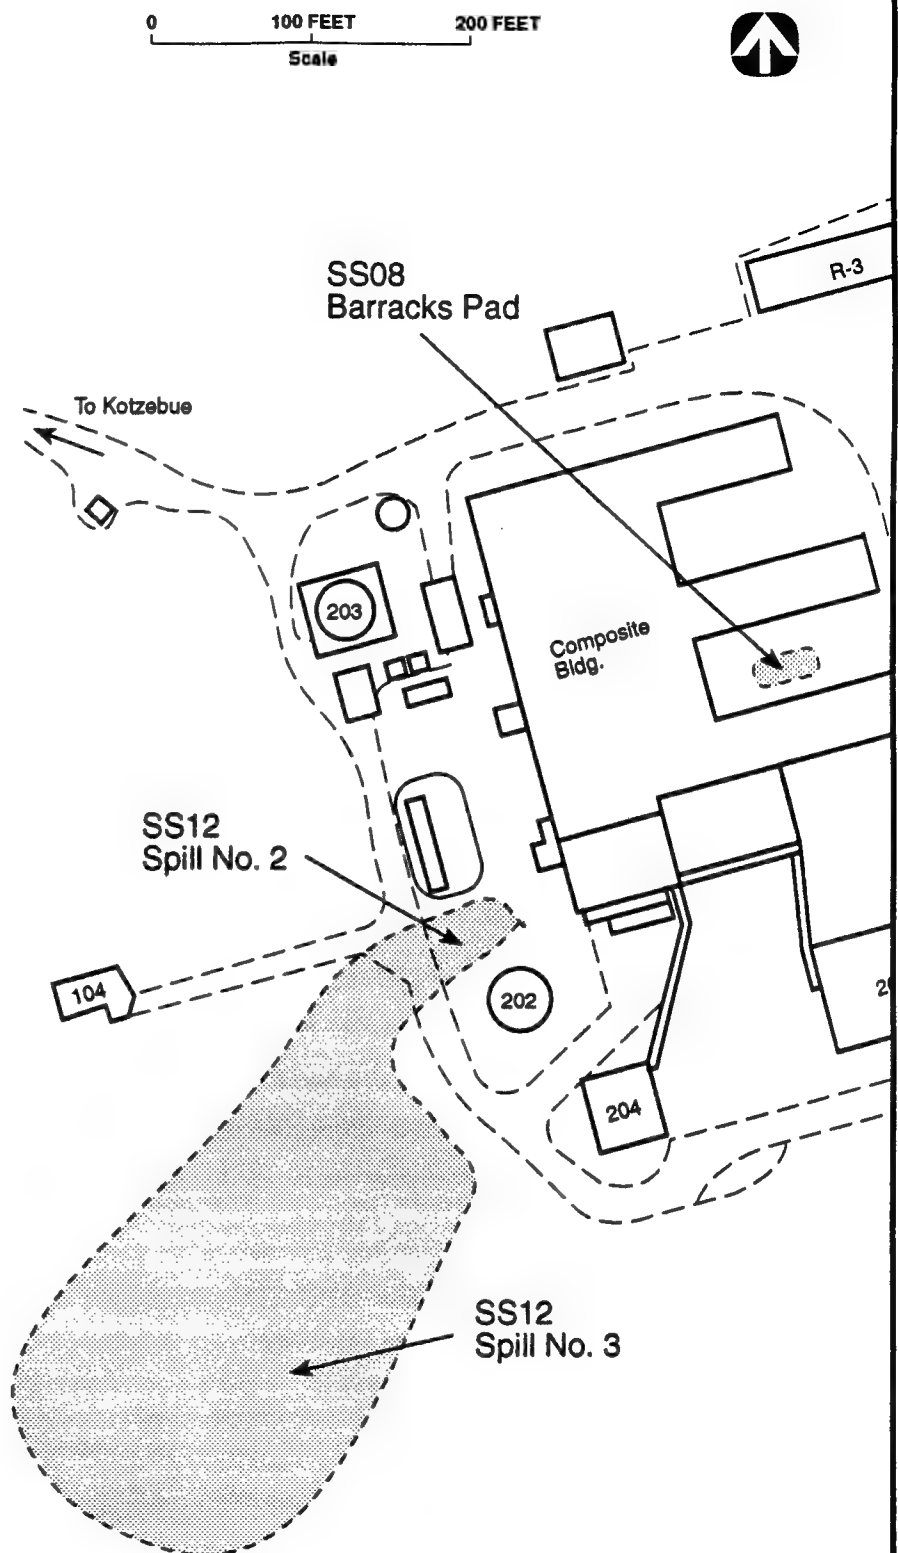 0 100 FEET 200 FEET
Scale
R-3
SS08
Barracks Pad
To Kotzebue
203
Composite
Bldg.
SS12
Spill No. 2
104
202
204
SS12
Spill No. 3